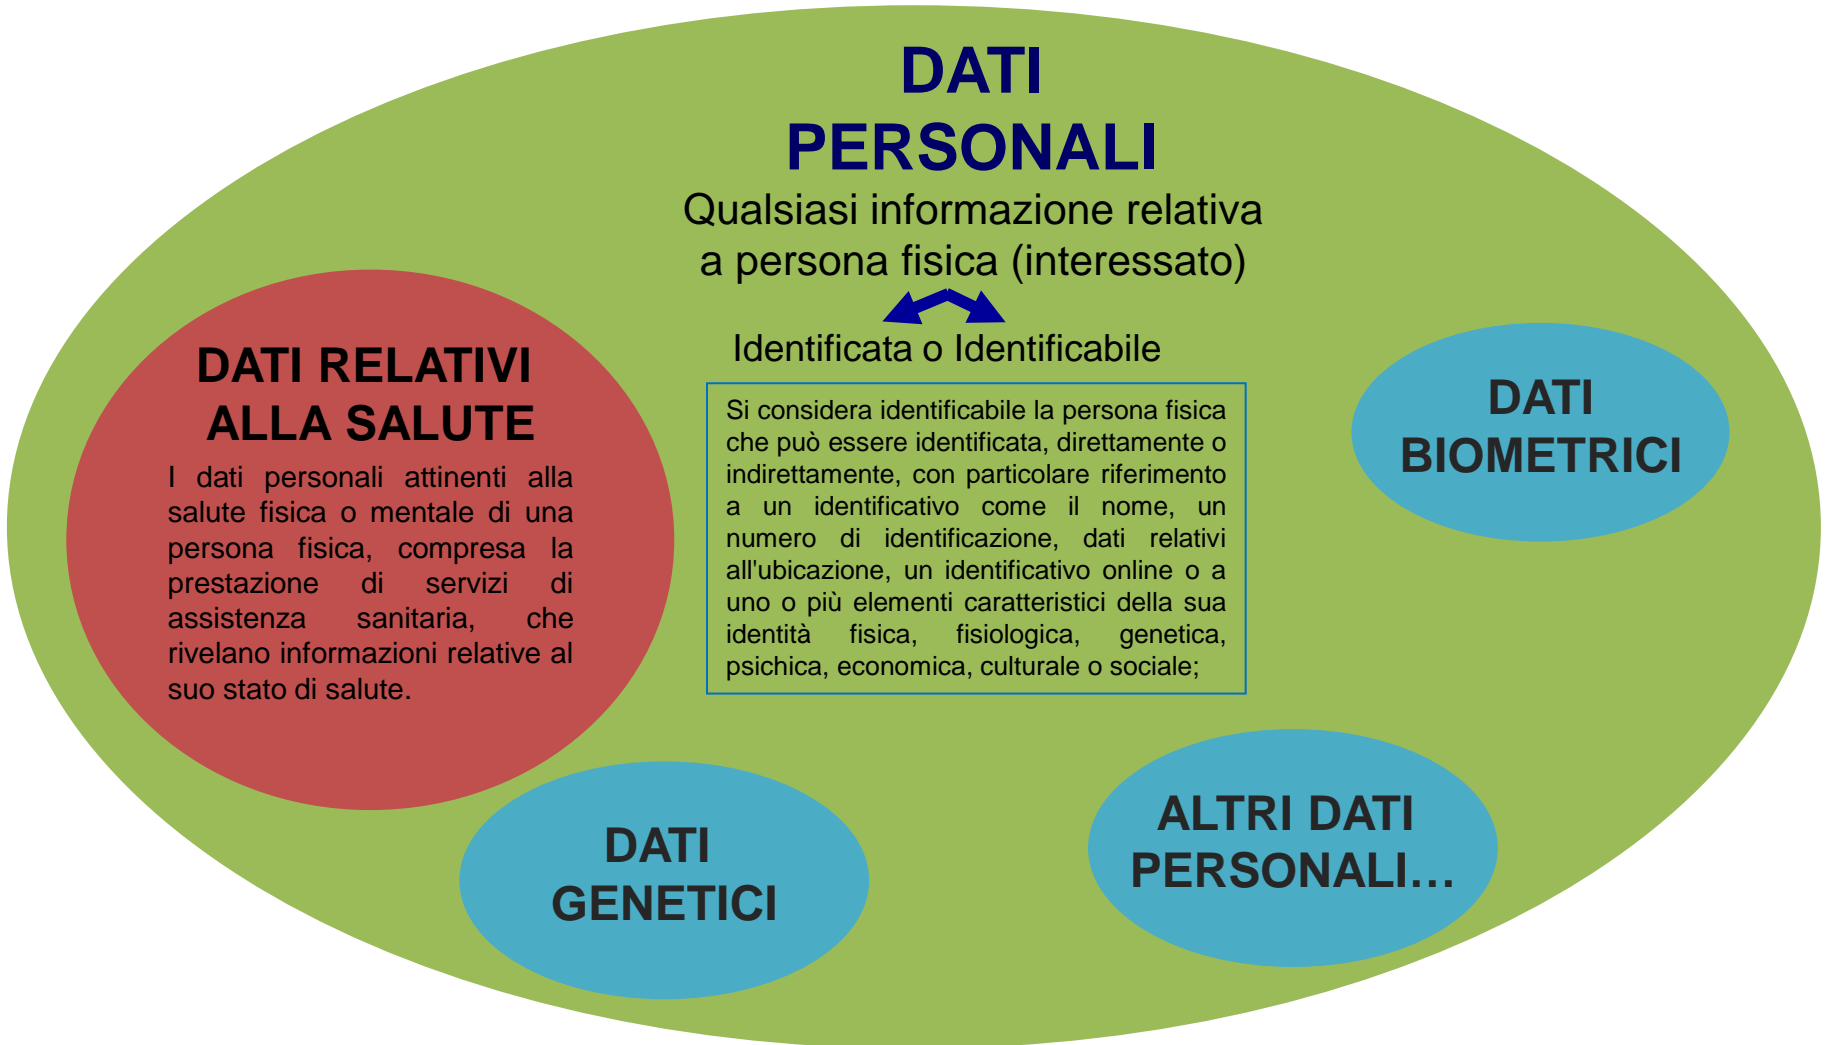 DATI
PERSONALI
Qualsiasi informazione relativa
a persona fisica (interessato)
Identificata o Identificabile
Si considera identificabile la persona fisica
che può essere identificata, direttamente o
indirettamente, con particolare riferimento
a un identificativo come il nome, un
numero di identificazione, dati relativi
all'ubicazione, un identificativo online o a
uno o più elementi caratteristici della sua
identità fisica, fisiologica, genetica,
psichica, economica, culturale o sociale;
DATI RELATIVI
ALLA SALUTE
I dati personali attinenti alla
salute fisica o mentale di una
persona fisica, compresa la
prestazione di servizi di
assistenza sanitaria, che
rivelano informazioni relative al
suo stato di salute.
DATI
BIOMETRICI
DATI
GENETICI
ALTRI DATI
PERSONALI…